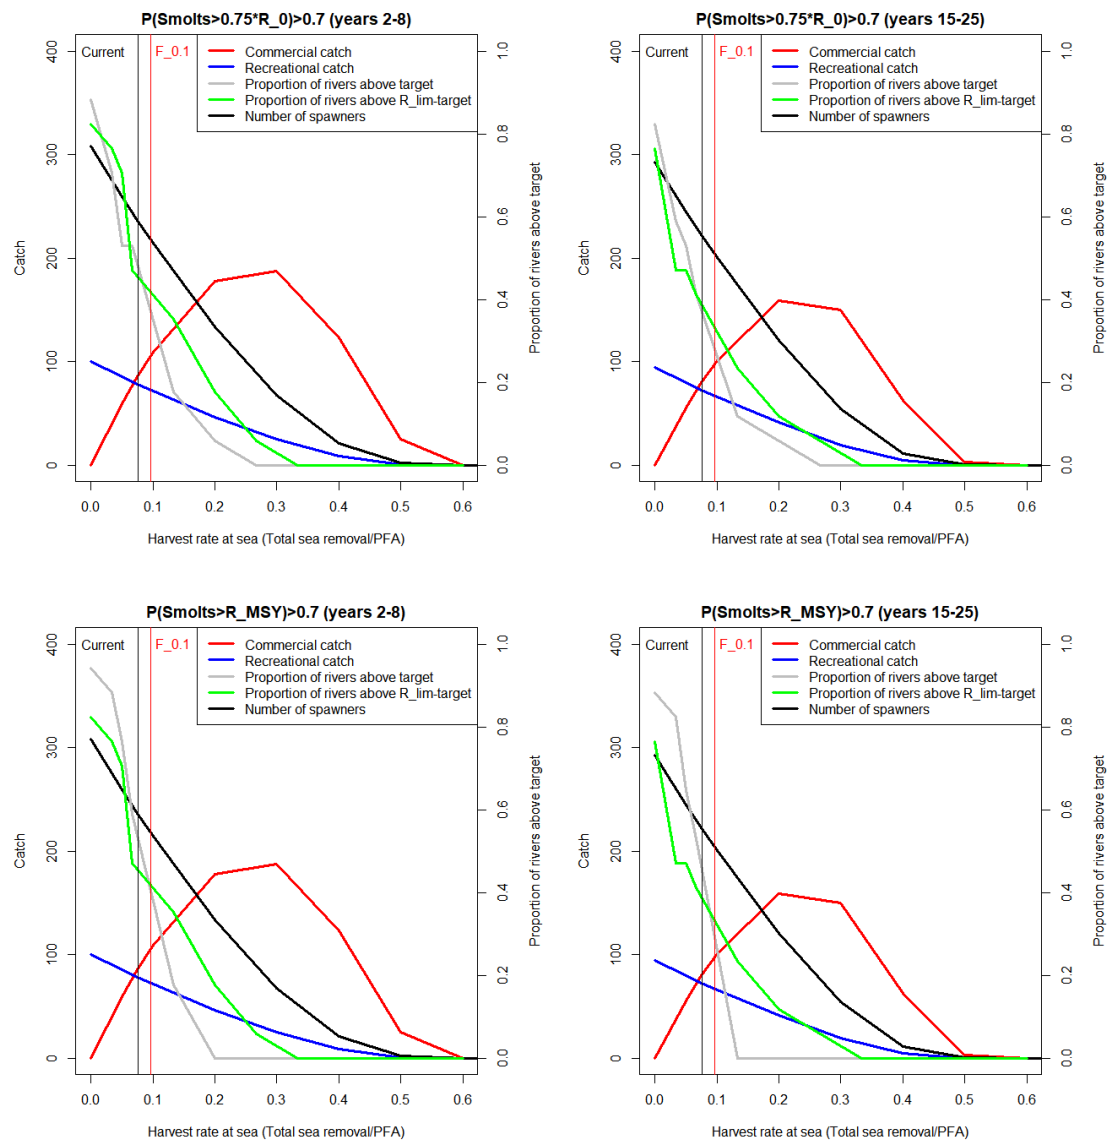 P(Smolts>0.75*R_0)>0.7 (years 2-8)
Current
F_0.1
Commercial catch
Recreational catch
Proportion of rivers above target
Proportion of rivers above R_lim-target
Number of spawners
Catch
0
100
200
300
400
Proportion of rivers above target
0.0
0.2
0.4
0.6
0.8
1.0
0.0 0.1 0.2 0.3 0.4 0.5 0.6
Harvest rate at sea (Total sea removal/PFA)
P(Smolts>0.75*R_0)>0.7 (years 15-25)
Current
F_0.1
Commercial catch
Recreational catch
Proportion of rivers above target
Proportion of rivers above R_lim-target
Number of spawners
Catch
0
100
200
300
400
Proportion of rivers above target
0.0
0.2
0.4
0.6
0.8
1.0
0.0 0.1 0.2 0.3 0.4 0.5 0.6
Harvest rate at sea (Total sea removal/PFA)
P(Smolts>R_MSY)>0.7 (years 2-8)
Current
F_0.1
Commercial catch
Recreational catch
Proportion of rivers above target
Proportion of rivers above R_lim-target
Number of spawners
Catch
0
100
200
300
400
Proportion of rivers above target
0.0
0.2
0.4
0.6
0.8
1.0
0.0 0.1 0.2 0.3 0.4 0.5 0.6
Harvest rate at sea (Total sea removal/PFA)
P(Smolts>R_MSY)>0.7 (years 15-25)
Current
F_0.1
Commercial catch
Recreational catch
Proportion of rivers above target
Proportion of rivers above R_lim-target
Number of spawners
Catch
0
100
200
300
400
Proportion of rivers above target
0.0
0.2
0.4
0.6
0.8
1.0
0.0 0.1 0.2 0.3 0.4 0.5 0.6
Harvest rate at sea (Total sea removal/PFA)